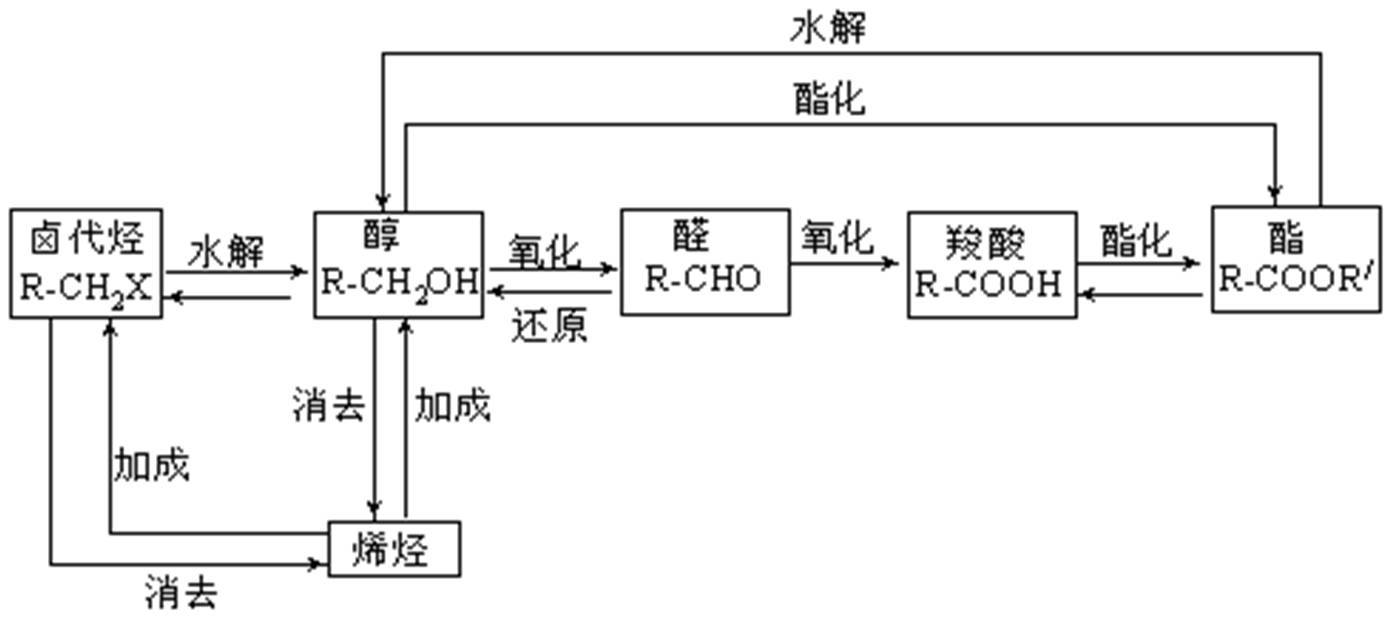 水解
酯化
卤代烃
R-CH₂X
水解
醇
R-CH₂OH
氧化
还原
醛
R-CHO
氧化
羧酸
R-COOH
酯化
酯
R-COOR′
消去
加成
加成
烯烃
消去